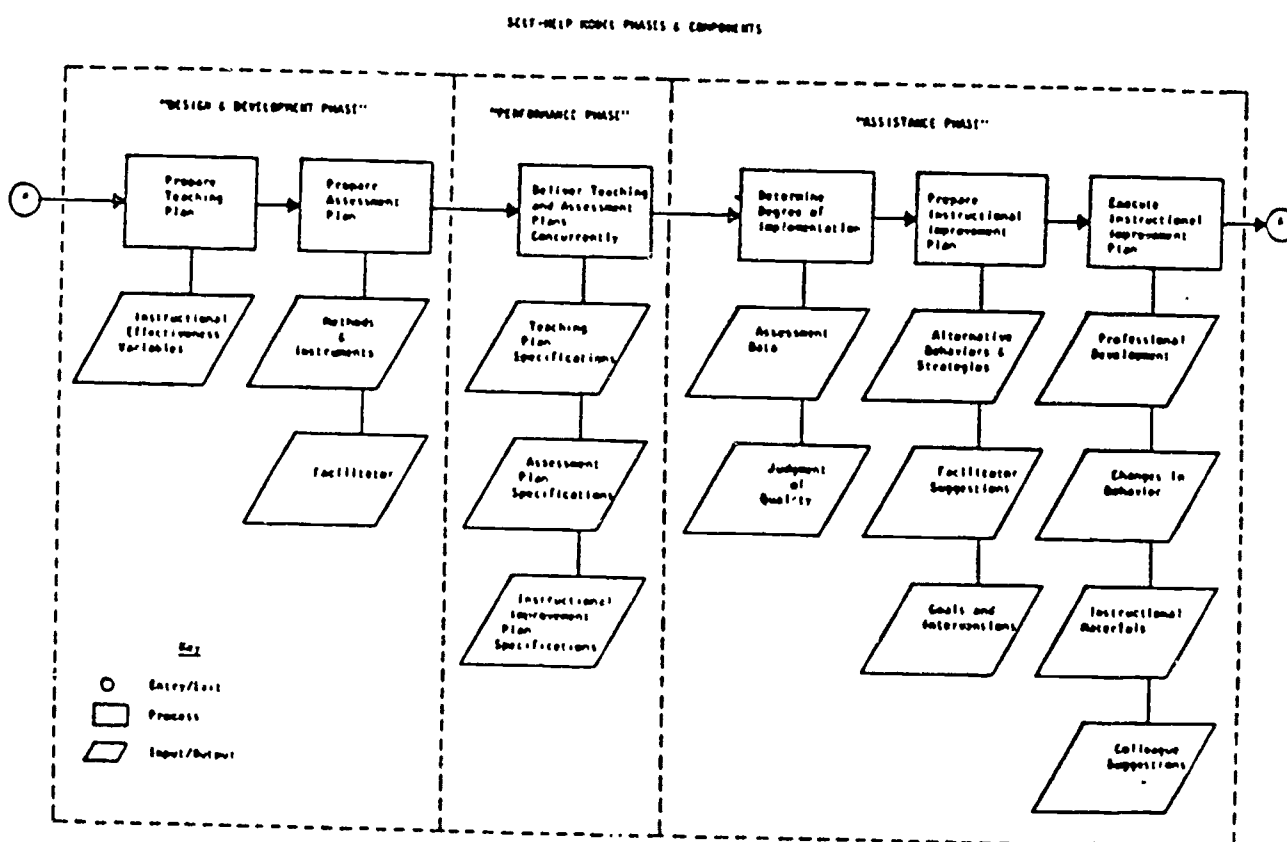 SELF-HELP MODEL PHASES & COMPONENTS
"DESIGN & DEVELOPMENT PHASE"
"PERFORMANCE PHASE"
"ASSISTANCE PHASE"
Prepare
Teaching
Plan
Prepare
Assessment
Plan
Deliver Teaching
and Assessment
Plans
Concurrently
Determine
Degree of
Implementation
Prepare
Instructional
Improvement
Plan
Execute
Instructional
Improvement
Plan
Instructional
Effectiveness
Variables
Methods
&
Instruments
Facilitator
Teaching
Plan
Specifications
Assessment
Plan
Specifications
Instructional
Improvement
Plan
Specifications
Assessment
Data
Judgment
of
Quality
Alternative
Behaviors &
Strategies
Facilitator
Suggestions
Goals and
Interventions
Professional
Development
Changes in
Behavior
Instructional
Materials
Colleague
Suggestions
Key
Entry/Exit
Process
Input/Output